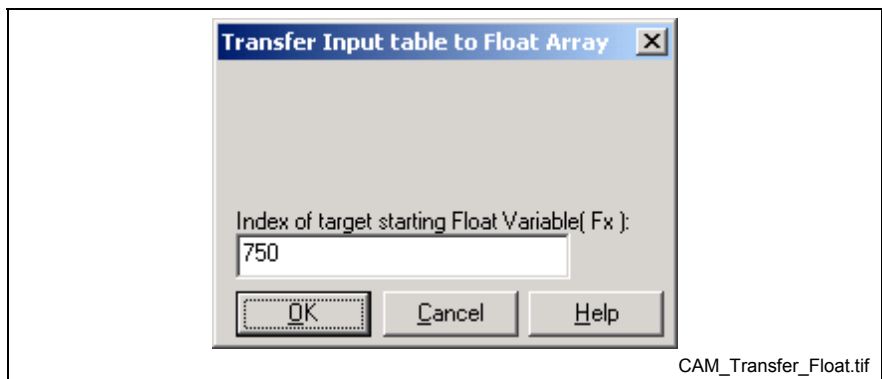 Transfer Input table to Float Array
Index of target starting Float Variable( Fx ):
750
OK Cancel Help
CAM_Transfer_Float.tif